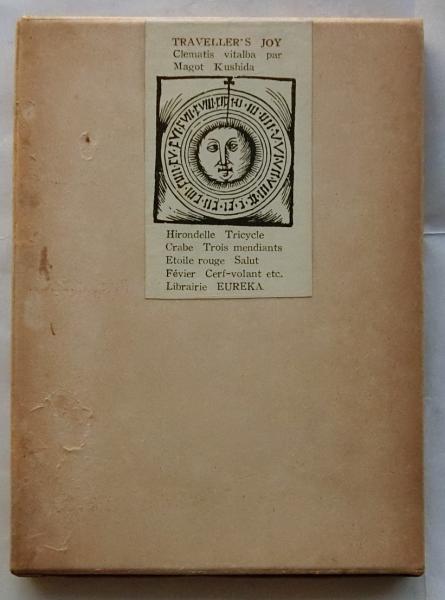 TRAVELLER'S JOY
Clematis vitalba par
Magot Kushida
Hirondelle Tricycle
Crabe Trois mendiants
Etoile rouge Salut
Févier Cerf-volant etc.
Librairie EUREKA